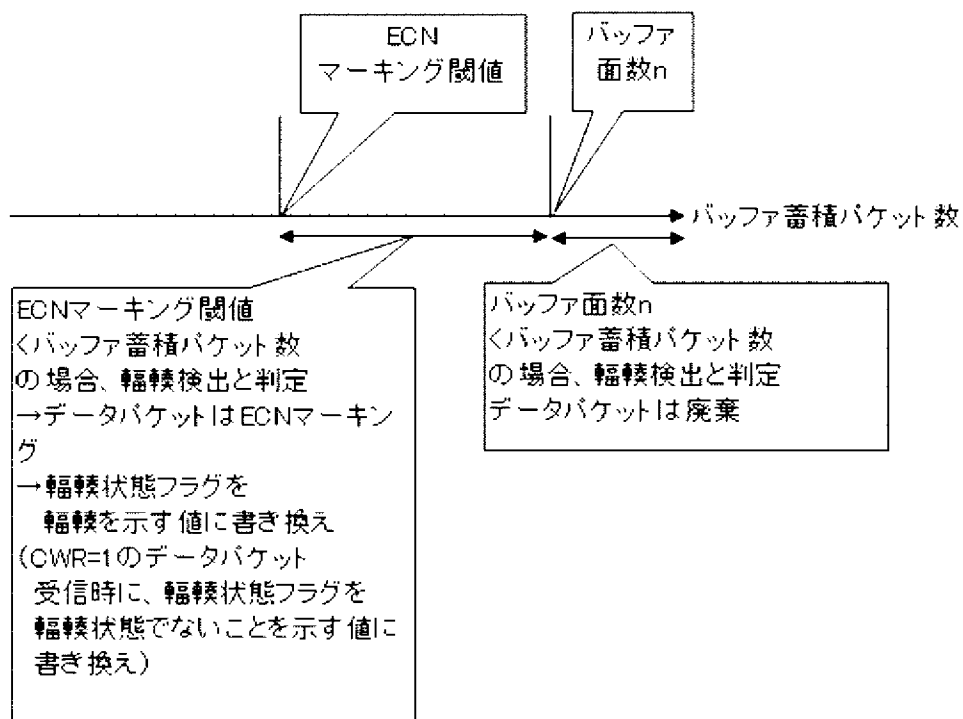 ECN
マーキング閾値
バッファ
面数n
バッファ蓄積パケット数
ECNマーキング閾値
<バッファ蓄積パケット数
の場合、輻輳検出と判定
→データパケットはECNマーキン
グ
→輻輳状態フラグを
輻輳を示す値に書き換え
(CWR=1のデータパケット
受信時に、輻輳状態フラグを
輻輳状態でないことを示す値に
書き換え)
バッファ面数n
<バッファ蓄積パケット数
の場合、輻輳検出と判定
データパケットは廃棄